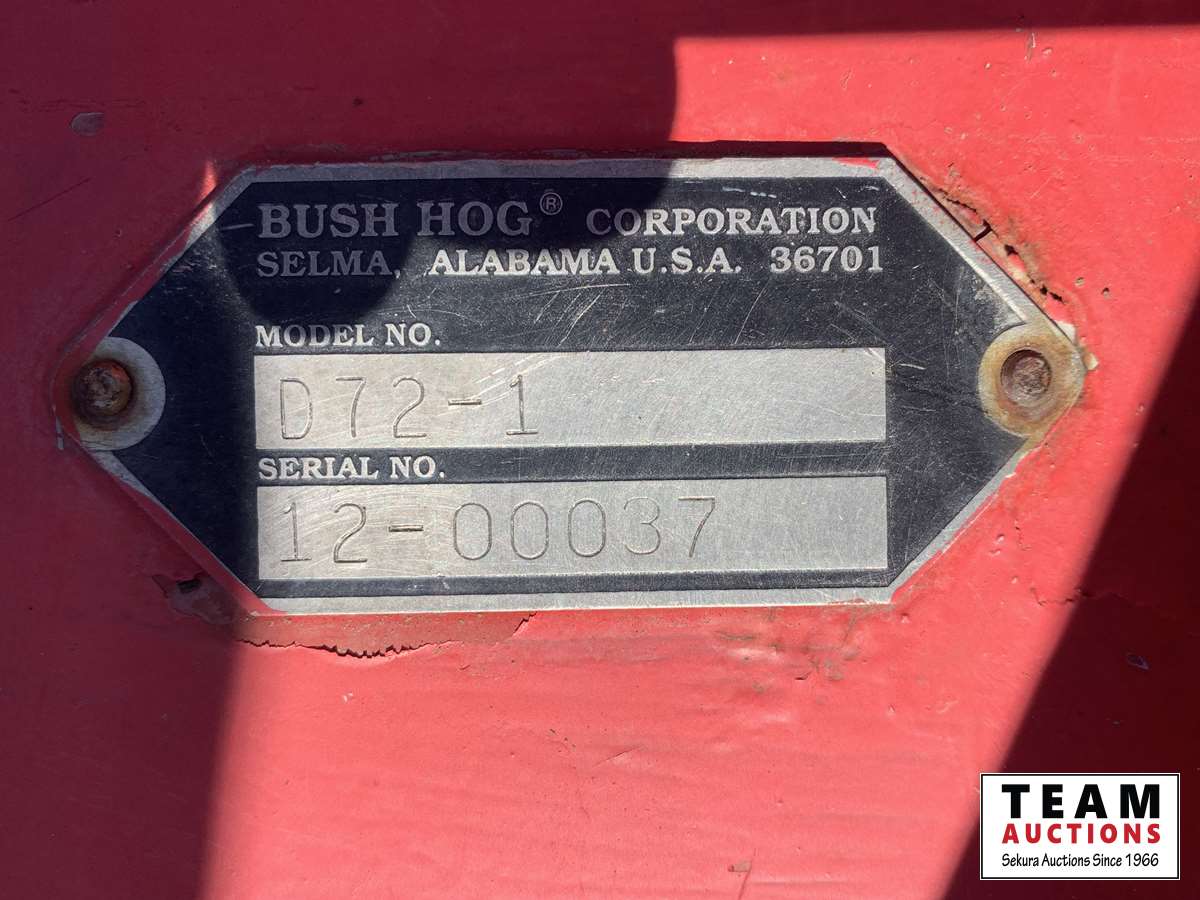 BUSH HOG® CORPORATION
SELMA, ALABAMA U.S.A. 36701
MODEL NO.
D72-1
SERIAL NO.
12-00037
TEAM
AUCTIONS
Sekura Auctions Since 1966